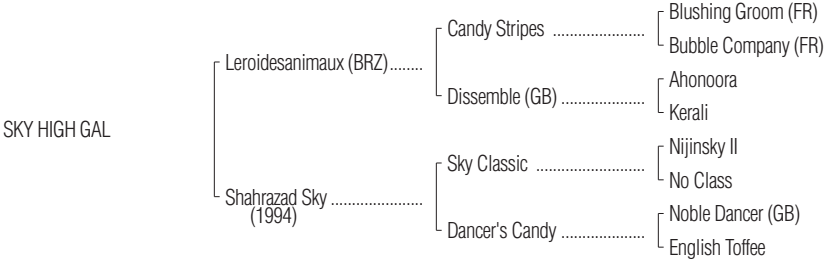 Blushing Groom (FR)
Candy Stripes ......................
Bubble Company (FR)
Leroidesanimaux (BRZ)........
Ahonoora
Dissemble (GB) ....................
Kerali
SKY HIGH GAL
Nijinsky II
Sky Classic ..........................
No Class
Shahrazad Sky ......................
(1994)
Noble Dancer (GB)
Dancer's Candy ....................
English Toffee